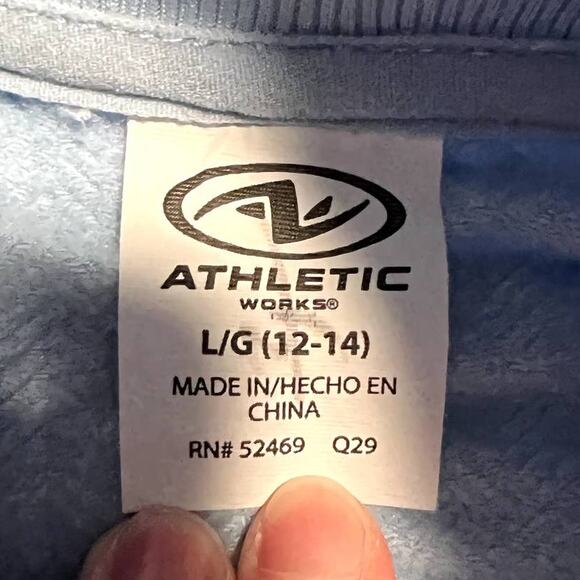 ATHLETIC
WORKS®
L/G (12-14)
MADE IN/HECHO EN
CHINA
RN# 52469 Q29